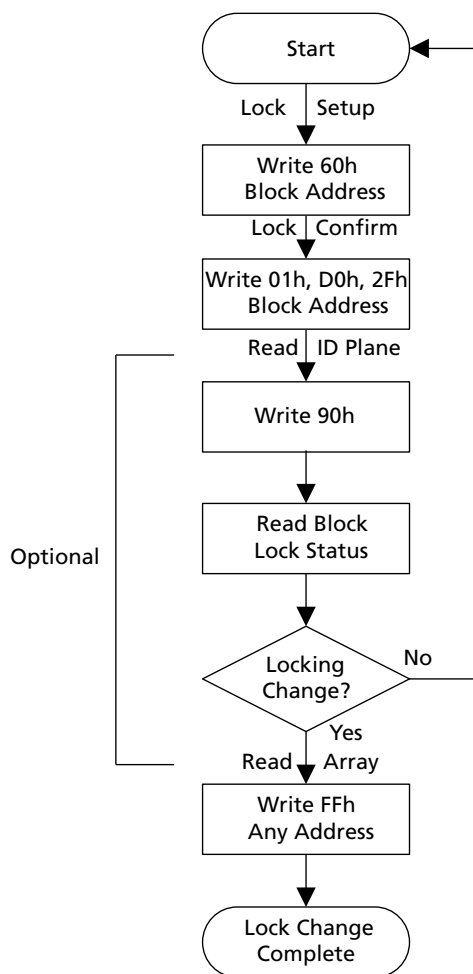 Start
Lock Setup
Write 60h
Block Address
Lock Confirm
Write 01h, D0h, 2Fh
Block Address
Read ID Plane
Write 90h
Read Block
Lock Status
Optional
Locking
Change?
No
Yes
Read Array
Write FFh
Any Address
Lock Change
Complete